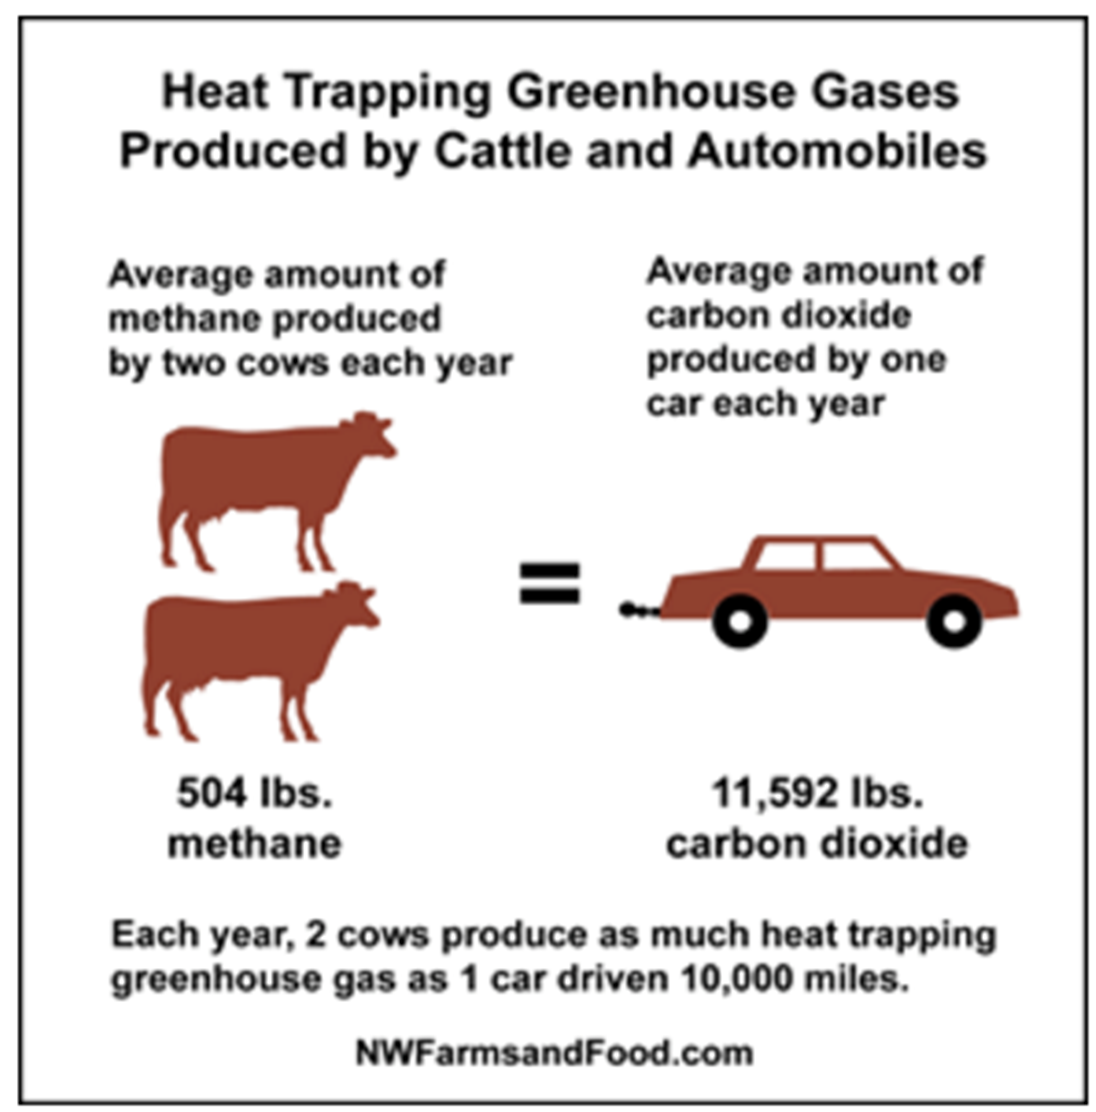 Heat Trapping Greenhouse Gases
Produced by Cattle and Automobiles
Average amount of
methane produced
by two cows each year
Average amount of
carbon dioxide
produced by one
car each year
=
504 lbs.
methane
11,592 lbs.
carbon dioxide
Each year, 2 cows produce as much heat trapping
greenhouse gas as 1 car driven 10,000 miles.
NWFarmsandFood.com